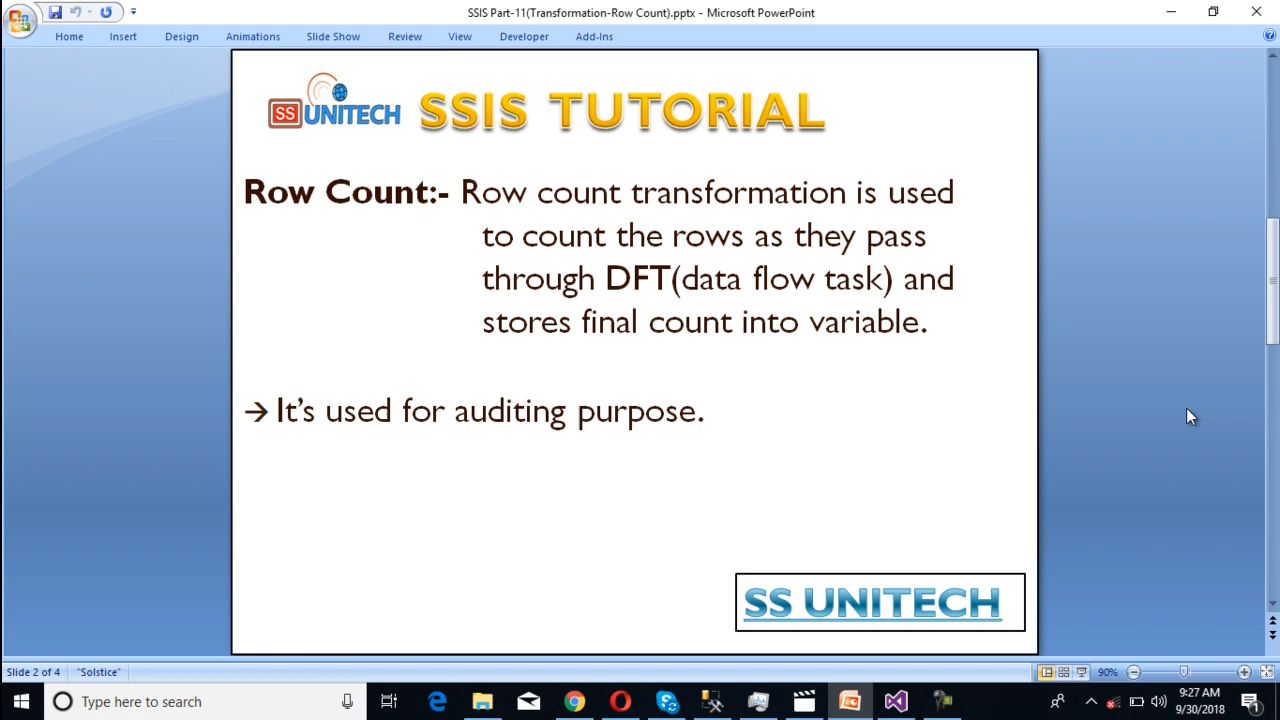 SSIS Part-11(Transformation-Row Count).pptx - Microsoft PowerPoint
Home Insert Design Animations Slide Show Review View Developer Add-Ins
SS UNITECH SSIS TUTORIAL
Row Count:- Row count transformation is used
to count the rows as they pass
through DFT(data flow task) and
stores final count into variable.
→ It's used for auditing purpose.
SS UNITECH
Slide 2 of 4 "Solstice" 90%
Type here to search
9:27 AM
9/30/2018
1